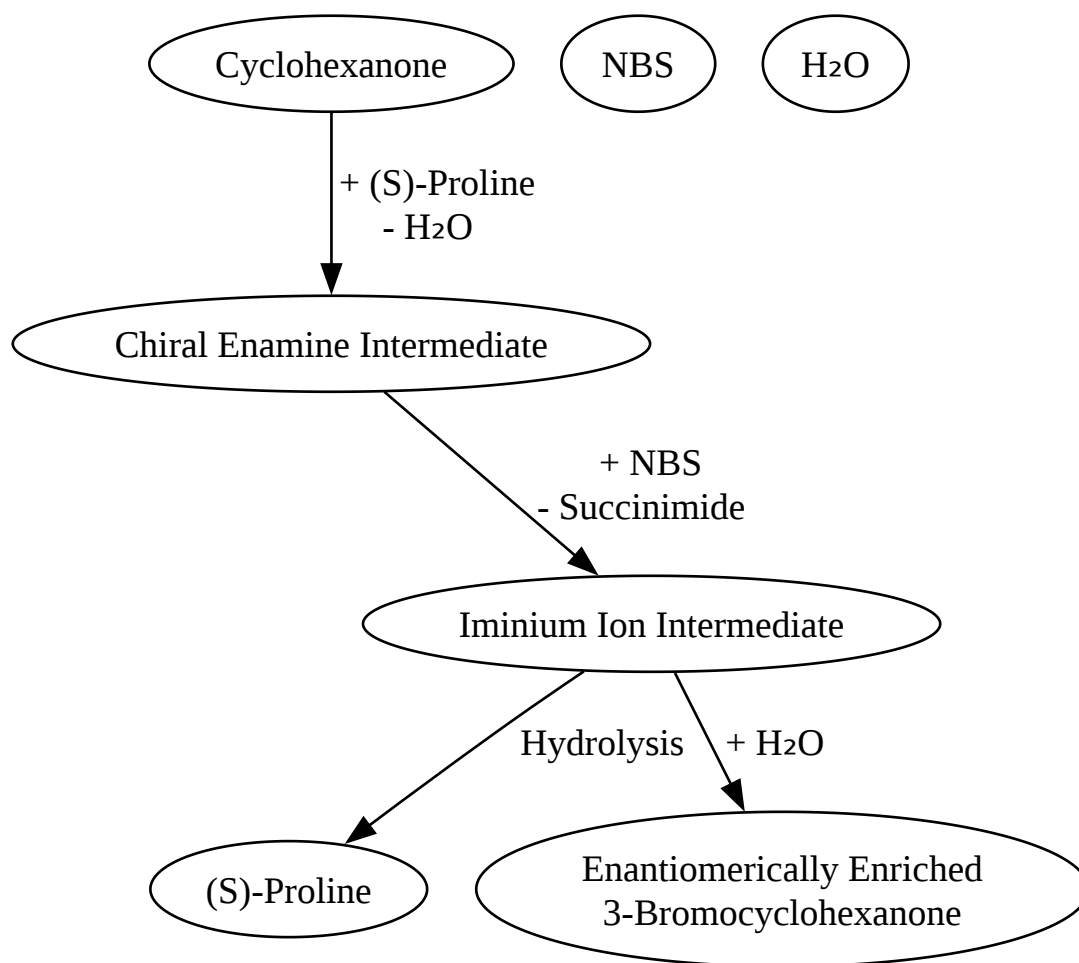 Cyclohexanone
NBS
H₂O
+ (S)-Proline
- H₂O
Chiral Enamine Intermediate
+ NBS
- Succinimide
Iminium Ion Intermediate
Hydrolysis
+ H₂O
(S)-Proline
Enantiomerically Enriched
3-Bromocyclohexanone